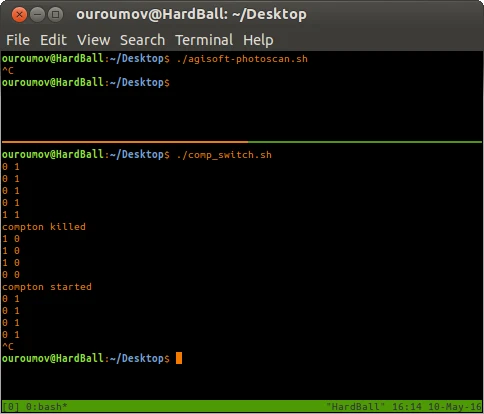 ouroumov@HardBall: ~/Desktop
File Edit View Search Terminal Help
ouroumov@HardBall:~/Desktop$ ./agisoft-photoscan.sh
^C
ouroumov@HardBall:~/Desktop$
ouroumov@HardBall:~/Desktop$ ./comp_switch.sh
0 1
0 1
0 1
0 1
1 1
compton killed
1 0
1 0
1 0
0 0
compton started
0 1
0 1
0 1
0 1
^C
ouroumov@HardBall:~/Desktop$
[0] 0:bash* "HardBall" 16:14 10-May-16